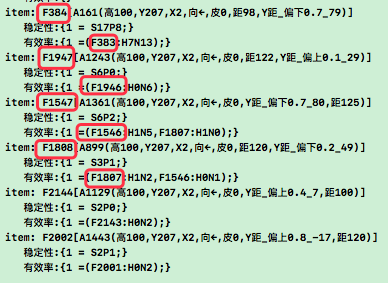 有效率:{1 =(F?:H?N?);}
item: F384[A161(高100,Y207,X2,向←,皮0,距98,Y距_偏下0.7_79)]
稳定性:{1 = S17P8;}
有效率:{1 =(F383:H7N13);}
item: F1947[A1243(高100,Y207,X2,向←,皮0,距122,Y距_偏上0.1_29)]
稳定性:{1 = S6P0;}
有效率:{1 =(F1946:H0N6);}
item: F1547[A1361(高100,Y207,X2,向←,皮0,Y距_偏下0.7_80,距125)]
稳定性:{1 = S6P2;}
有效率:{1 =(F1546:H1N5,F1807:H1N0);}
item: F1808[A899(高100,Y207,X2,向←,皮0,距120,Y距_偏下0.2_49)]
稳定性:{1 = S3P1;}
有效率:{1 =(F1807:H1N2,F1546:H0N1);}
item: F2144[A1129(高100,Y207,X2,向←,皮0,Y距_偏上0.4_7,距100)]
稳定性:{1 = S2P0;}
有效率:{1 =(F2143:H0N2);}
item: F2002[A1443(高100,Y207,X2,向←,皮0,Y距_偏上0.8_-17,距120)]
稳定性:{1 = S2P1;}
有效率:{1 =(F2001:H0N2);}